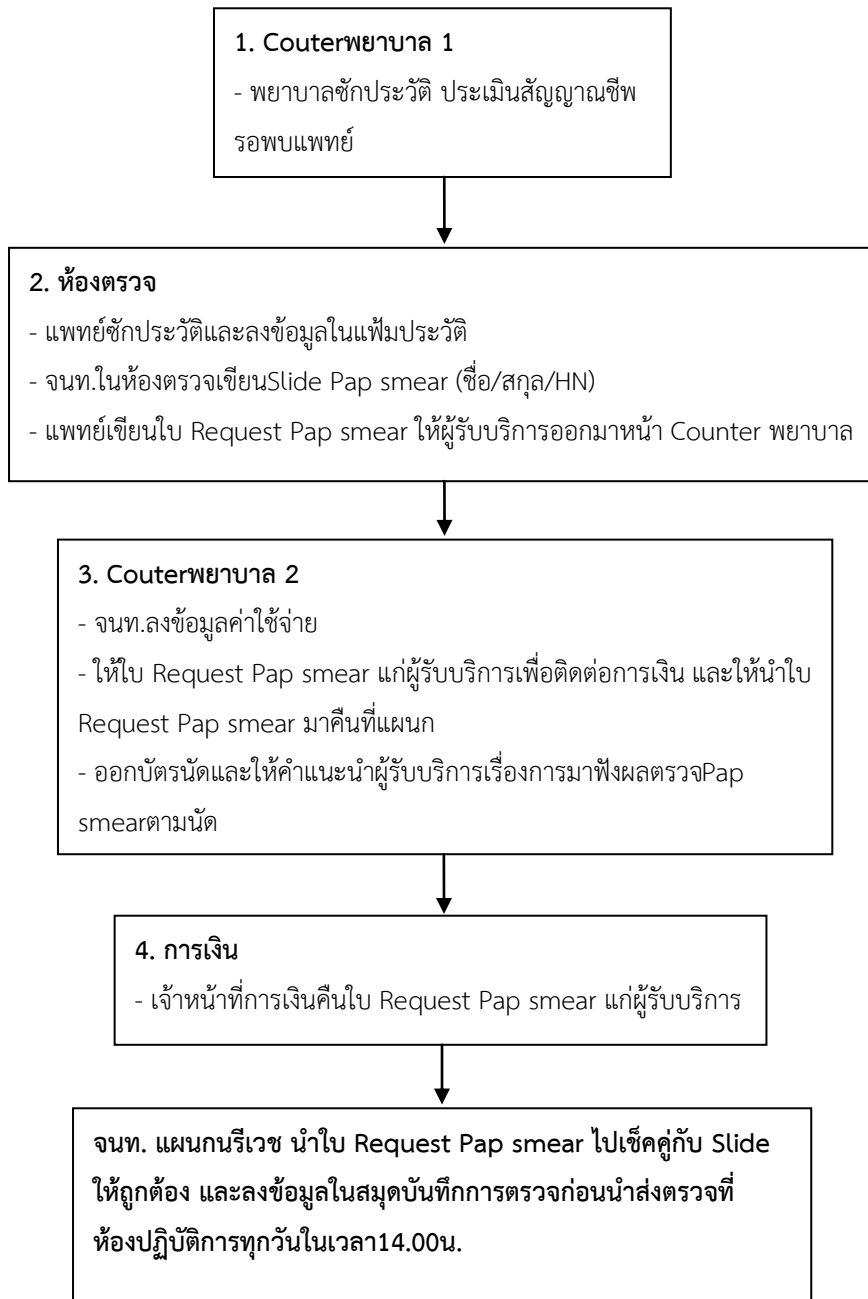 1. Couterพยาบาล 1
- พยาบาลซักประวัติ ประเมินสัญญาณชีพ
รอพบแพทย์
2. ห้องตรวจ
- แพทย์ซักประวัติและลงข้อมูลในแฟ้มประวัติ
- จนท.ในห้องตรวจเขียนSlide Pap smear (ชื่อ/สกุล/HN)
- แพทย์เขียนใบ Request Pap smear ให้ผู้รับบริการออกมาหน้า Counter พยาบาล
3. Couterพยาบาล 2
- จนท.ลงข้อมูลค่าใช้จ่าย
- ให้ใบ Request Pap smear แก่ผู้รับบริการเพื่อติดต่อการเงิน และให้นำใบ
Request Pap smear มาคืนที่แผนก
- ออกบัตรนัดและให้คำแนะนำผู้รับบริการเรื่องการมาฟังผลตรวจPap
smearตามนัด
4. การเงิน
- เจ้าหน้าที่การเงินคืนใบ Request Pap smear แก่ผู้รับบริการ
จนท. แผนกนรีเวช นำใบ Request Pap smear ไปเช็คคู่กับ Slide
ให้ถูกต้อง และลงข้อมูลในสมุดบันทึกการตรวจก่อนนำส่งตรวจที่
ห้องปฏิบัติการทุกวันในเวลา14.00น.